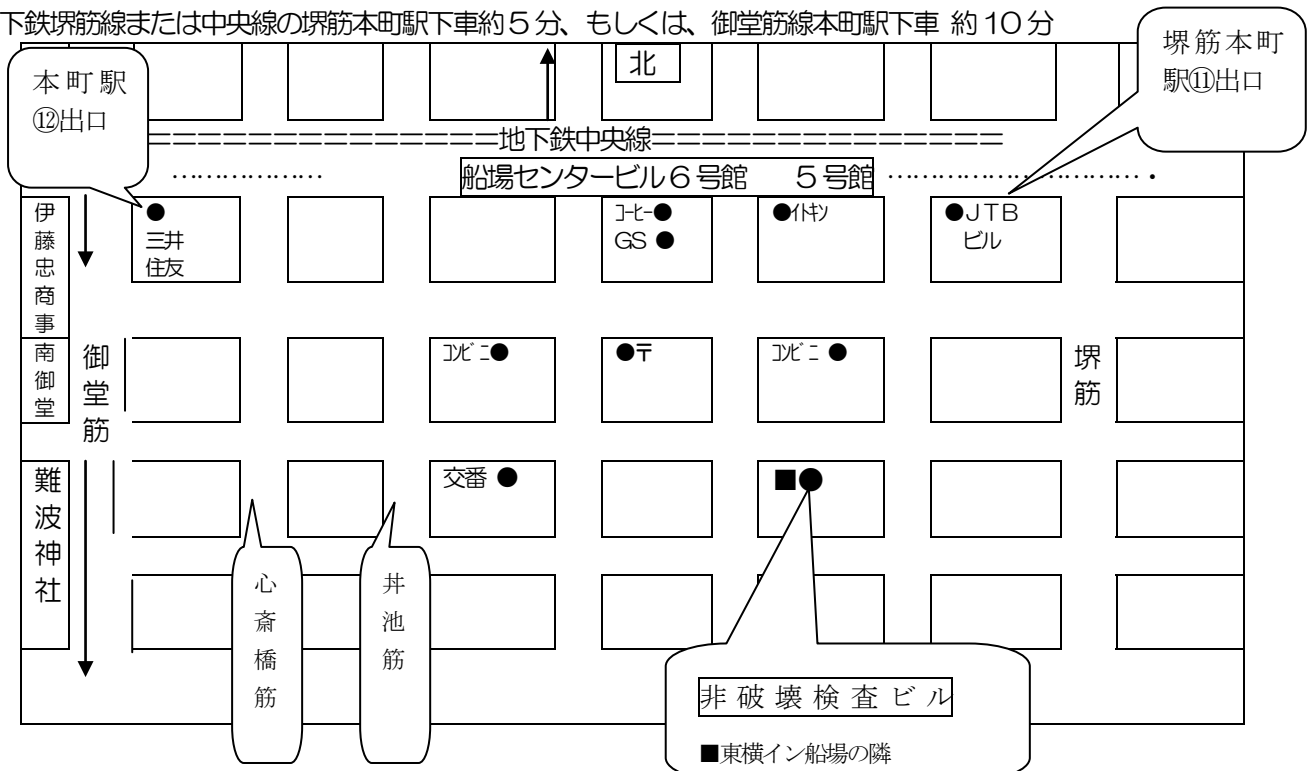 下鉄堺筋線または中央線の堺筋本町駅下車約５分、もしくは、御堂筋線本町駅下車 約10分
北
本町駅
⑫出口
堺筋本町
駅⑪出口
==================地下鉄中央線==================
船場センタービル６号館 ５号館
伊藤忠商事
●
三井
住友
ｺｰﾋｰ●
GS ●
●ｲﾄｷﾝ
●ＪＴＢ
ビル
南御堂
御堂筋
ｺﾝﾋﾞﾆ●
●〒
ｺﾝﾋﾞﾆ ●
堺筋
難波神社
交番 ●
■●
心斎橋筋
丼池筋
非破壊検査ビル
■東横イン船場の隣